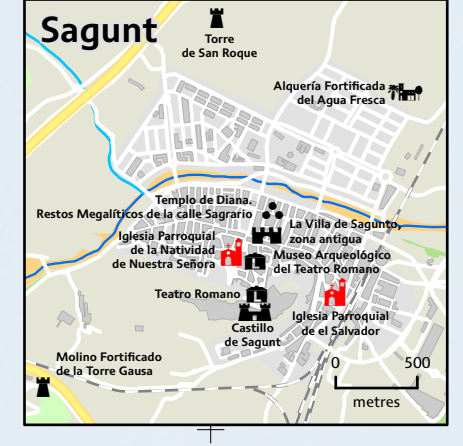 Sagunt
Torre
de San Roque
Alquería Fortificada
del Agua Fresca
Templo de Diana.
Restos Megalíticos de la calle Sagrario
La Villa de Sagunto,
zona antigua
Iglesia Parroquial
de la Natividad
de Nuestra Señora
Museo Arqueológico
del Teatro Romano
Teatro Romano
Castillo
de Sagunt
Iglesia Parroquial
de el Salvador
Molino Fortificado
de la Torre Gausa
0 500
metres